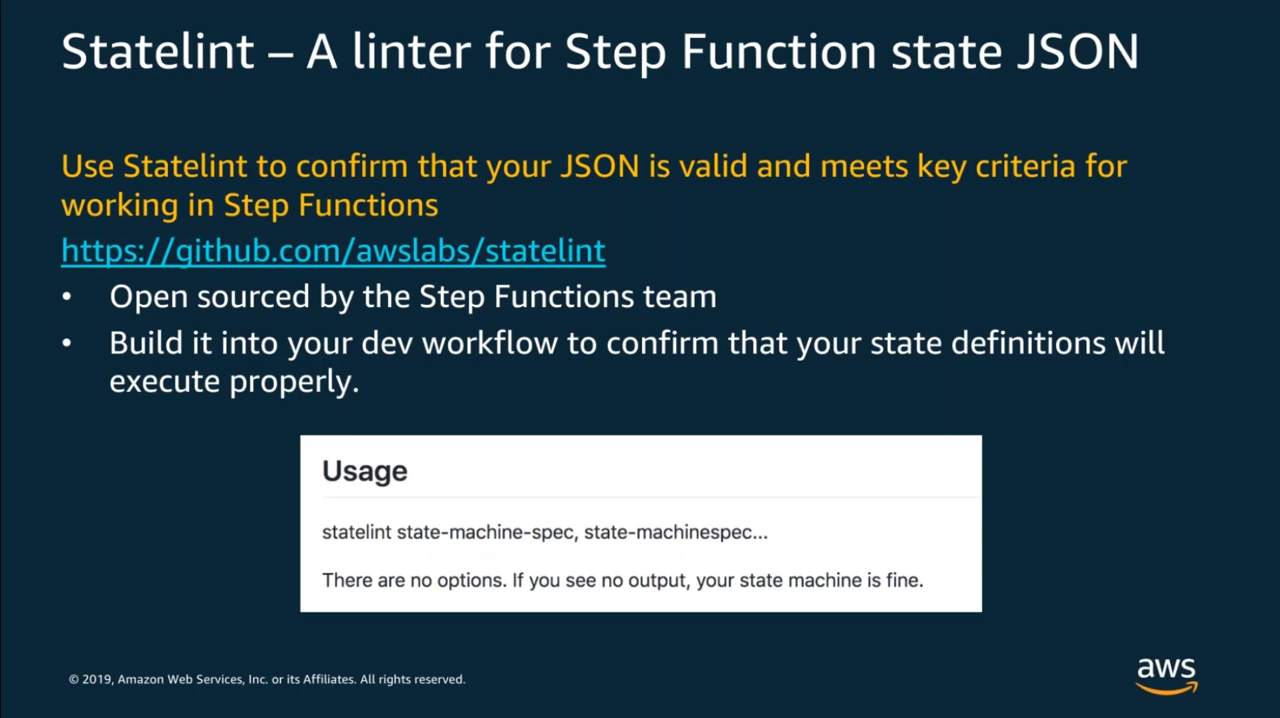 Statelint – A linter for Step Function state JSON
Use Statelint to confirm that your JSON is valid and meets key criteria for
working in Step Functions
https://github.com/awslabs/statelint
• Open sourced by the Step Functions team
• Build it into your dev workflow to confirm that your state definitions will
execute properly.
Usage
statelint state-machine-spec, state-machinespec...
There are no options. If you see no output, your state machine is fine.
© 2019, Amazon Web Services, Inc. or its Affiliates. All rights reserved.
aws